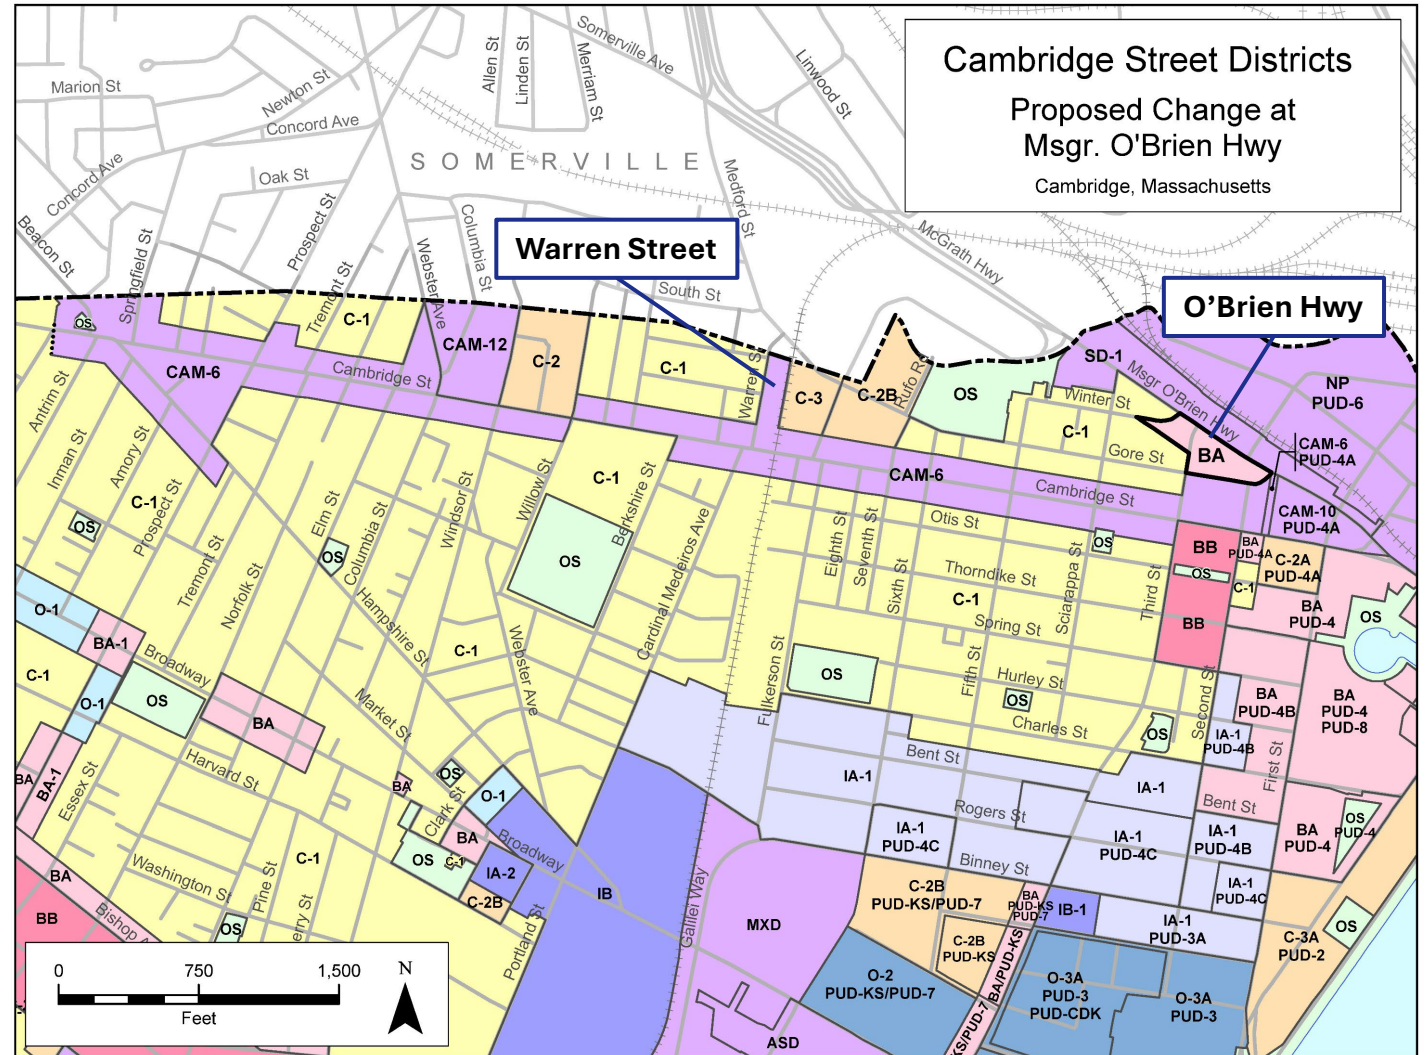 Cambridge Street Districts
Proposed Change at
Msgr. O'Brien Hwy
Cambridge, Massachusetts
Warren Street
O'Brien Hwy
SOMERVILLE
Marion St
Newton St
Concord Ave
Concord Ave
Oak St
Beacon St
Springfield St
Prospect St
Tremont St
Webster Ave
Columbia St
Allen St
Linden St
Merriam St
Somerville Ave
Linwood St
Medford St
McGrath Hwy
South St
OS
C-1
CAM-12
C-2
C-1
Warren S
C-3
C-2B
Rufo R
OS
SD-1
Msgr O'Brien Hwy
NP
PUD-6
CAM-6
Cambridge St
Winter St
C-1
Gore St
BA
CAM-6
PUD-4A
CAM-6
Cambridge St
CAM-10
PUD-4A
Antrim St
Inman St
Amory St
C-1
Prospect St
Tremont St
Norfolk St
Elm St
Columbia St
Windsor St
Willow St
C-1
Berkshire St
Cardinal Medeiros Ave
OS
OS
OS
Hampshire St
Webster Ave
C-1
Market St
Otis St
Eighth St
Seventh St
Sixth St
Thorndike St
C-1
Spring St
Sciarappa St
OS
Third St
BB
OS
BB
BA
PUD-4A
C-1
C-2A
PUD-4A
BA
PUD-4
OS
Fulkerson St
OS
Fifth St
Hurley St
OS
Charles St
OS
Second St
BA
PUD-4B
IA-1
PUD-4B
First St
BA
PUD-4
PUD-8
O-1
BA-1
Broadway
C-1
O-1
OS
BA
BA
BA-1
Essex St
Harvard St
Washington St
C-1
Pine St
erry St
OS
BA
BB
Bishop A
BA
OS
O-1
Clark St
BA
OS
C-1
IA-2
C-2B
Broadway
Portland St
IB
Galilei Way
MXD
ASD
IA-1
Bent St
Rogers St
IA-1
Bent St
IA-1
PUD-4C
IA-1
PUD-4C
IA-1
PUD-4B
BA
PUD-4
OS
PUD-4
Binney St
IA-1
PUD-4C
C-2B
PUD-KS/PUD-7
BA
PUD-KS
PUD-7
IB-1
IA-1
PUD-3A
C-2B
PUD-KS
BA/PUD-KS
KS/PUD-7
O-2
PUD-KS/PUD-7
O-3A
PUD-3
PUD-CDK
O-3A
PUD-3
C-3A
PUD-2
OS
0 750 1,500
Feet
N